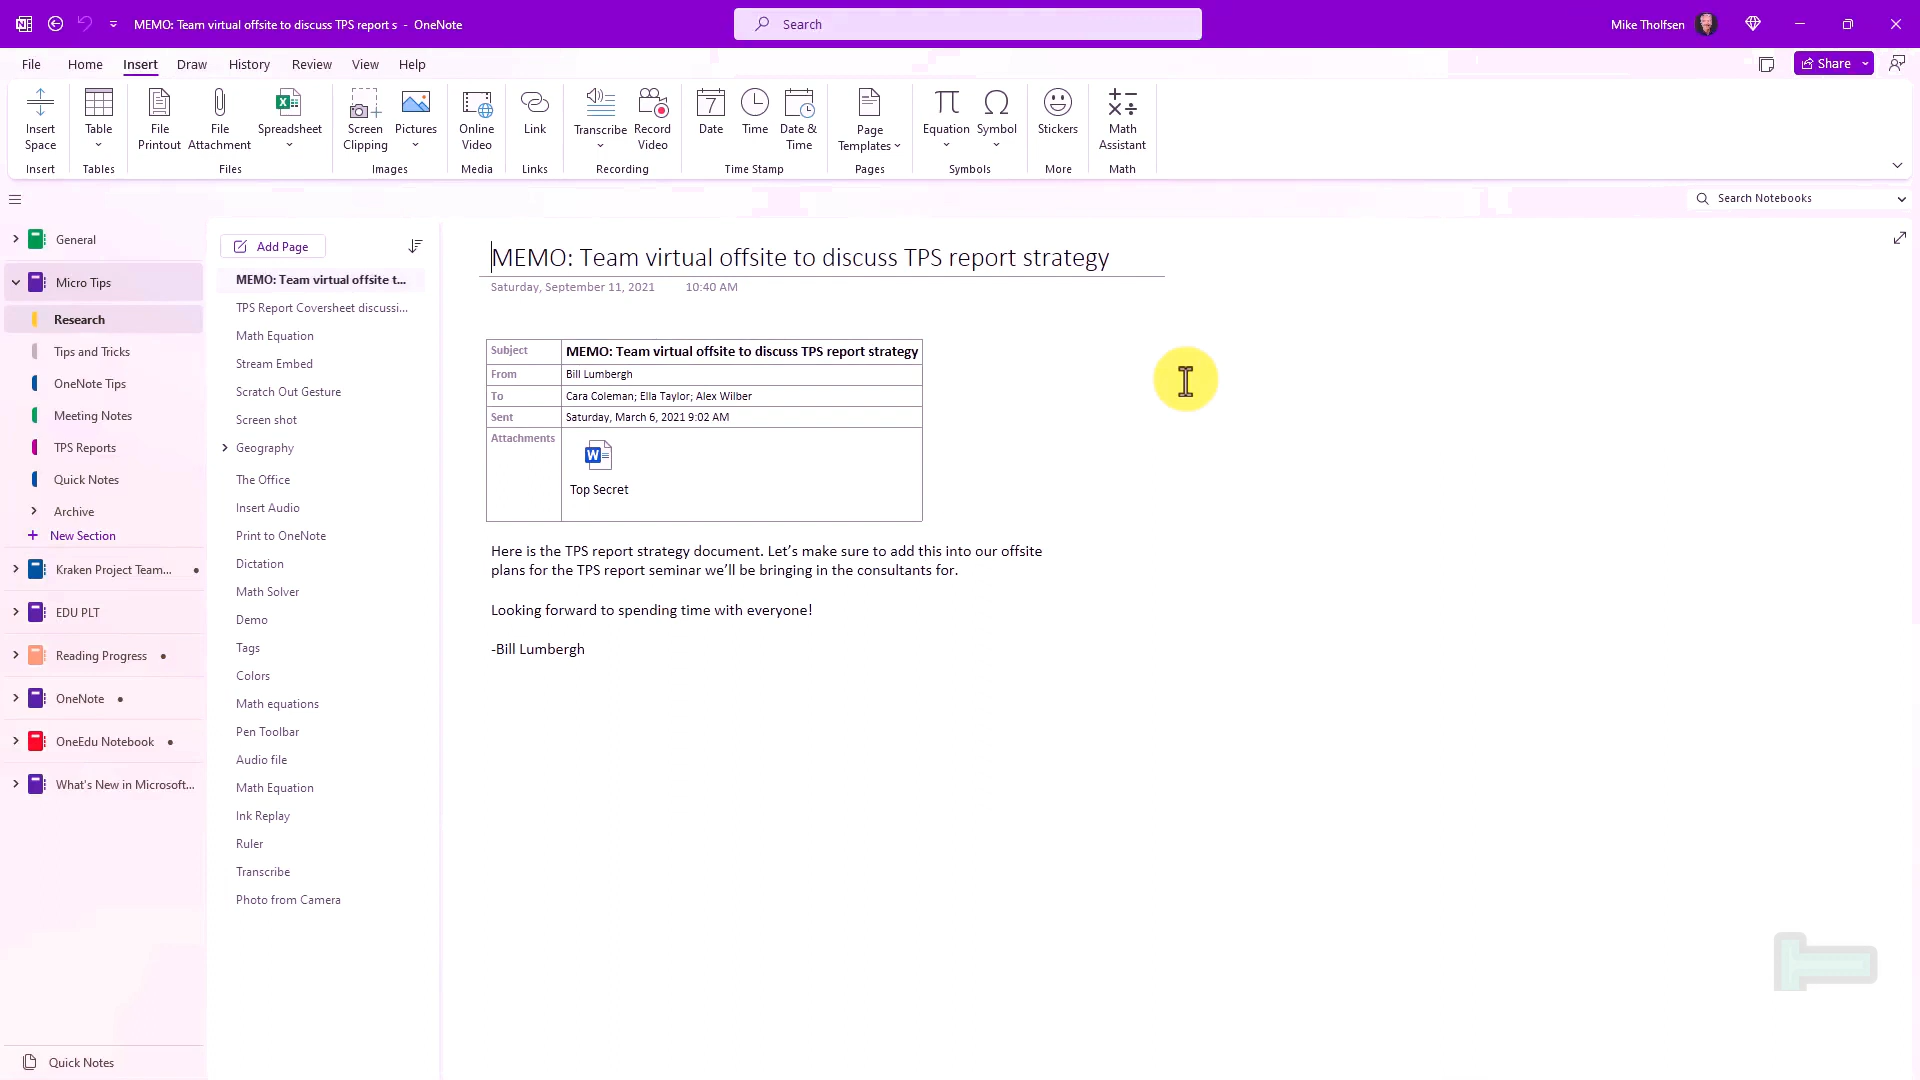 MEMO: Team virtual offsite to discuss TPS report s - OneNote
Search
Mike Tholfsen
File Home Insert Draw History Review View Help
Share
Insert Space
Table
File Printout
File Attachment
Spreadsheet
Screen Clipping
Pictures
Online Video
Link
Transcribe
Record Video
7
Date
Time
Date & Time
Page Templates
Equation
Symbol
Stickers
Math Assistant
Insert Tables Files Images Media Links Recording Time Stamp Pages Symbols More Math
Search Notebooks
General
Micro Tips
Research
Tips and Tricks
OneNote Tips
Meeting Notes
TPS Reports
Quick Notes
Archive
New Section
Kraken Project Team...
EDU PLT
Reading Progress
OneNote
OneEdu Notebook
What's New in Microsoft...
Quick Notes
Add Page
MEMO: Team virtual offsite t...
TPS Report Coversheet discussi...
Math Equation
Stream Embed
Scratch Out Gesture
Screen shot
Geography
The Office
Insert Audio
Print to OneNote
Dictation
Math Solver
Demo
Tags
Colors
Math equations
Pen Toolbar
Audio file
Math Equation
Ink Replay
Ruler
Transcribe
Photo from Camera
MEMO: Team virtual offsite to discuss TPS report strategy
Saturday, September 11, 2021 10:40 AM
Subject MEMO: Team virtual offsite to discuss TPS report strategy
From Bill Lumbergh
To Cara Coleman; Ella Taylor; Alex Wilber
Sent Saturday, March 6, 2021 9:02 AM
Attachments
W
Top Secret
Here is the TPS report strategy document. Let’s make sure to add this into our offsite
plans for the TPS report seminar we’ll be bringing in the consultants for.
Looking forward to spending time with everyone!
-Bill Lumbergh